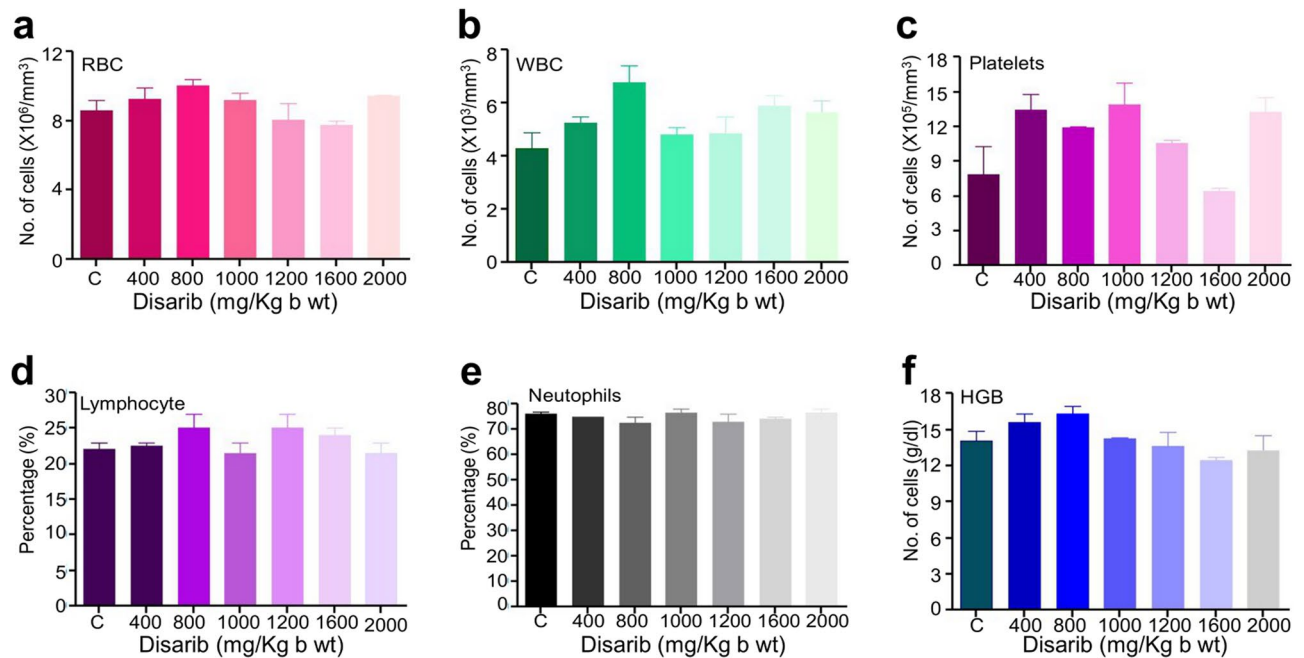 a
RBC
No. of cells (X10⁶/mm³)
12
8
4
0
C 400 800 1000 1200 1600 2000
Disarib (mg/Kg b wt)
b
WBC
No. of cells (X10³/mm³)
8
6
4
2
0
C 400 800 1000 1200 1600 2000
Disarib (mg/Kg b wt)
c
Platelets
No. of cells (X10⁵/mm³)
18
15
12
9
6
3
0
C 400 800 1000 1200 1600 2000
Disarib (mg/Kg b wt)
d
Lymphocyte
Percentage (%)
30
25
20
15
10
5
0
C 400 800 1000 1200 1600 2000
Disarib (mg/Kg b wt)
e
Neutophils
Percentage (%)
80
70
60
50
40
30
20
10
0
C 400 800 1000 1200 1600 2000
Disarib (mg/Kg b wt)
f
HGB
No. of cells (g/dl)
18
15
12
9
6
3
0
C 400 800 1000 1200 1600 2000
Disarib (mg/Kg b wt)